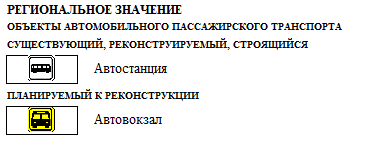 РЕГИОНАЛЬНОЕ ЗНАЧЕНИЕ
ОБЪЕКТЫ АВТОМОБИЛЬНОГО ПАССАЖИРСКОГО ТРАНСПОРТА
СУЩЕСТВУЮЩИЙ, РЕКОНСТРУИРУЕМЫЙ, СТРОЯЩИЙСЯ
Автостанция
ПЛАНИРУЕМЫЙ К РЕКОНСТРУКЦИИ
Автовокзал